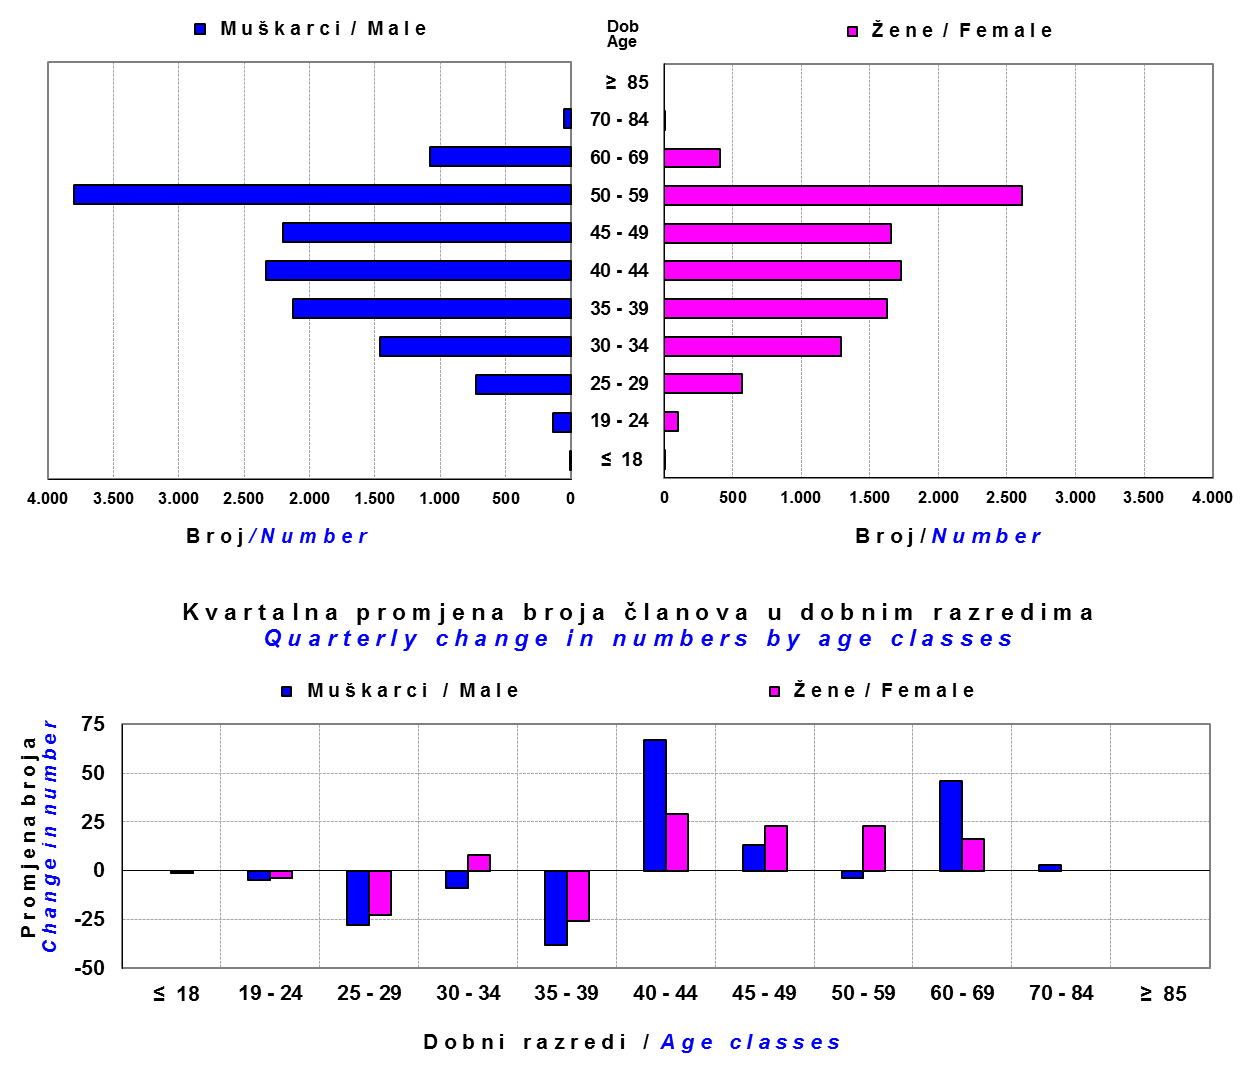 Muškarci / Male
Dob
Age
Žene / Female
≥ 85
70 - 84
60 - 69
50 - 59
45 - 49
40 - 44
35 - 39
30 - 34
25 - 29
19 - 24
≤ 18
4.000 3.500 3.000 2.500 2.000 1.500 1.000 500 0
0 500 1.000 1.500 2.000 2.500 3.000 3.500 4.000
Broj/Number
Broj/Number
Kvartalna promjena broja članova u dobnim razredima
Quarterly change in numbers by age classes
Muškarci / Male
Žene / Female
Promjena broja
Change in number
75
50
25
0
-25
-50
≤ 18 19 - 24 25 - 29 30 - 34 35 - 39 40 - 44 45 - 49 50 - 59 60 - 69 70 - 84 ≥ 85
Dobni razredi / Age classes